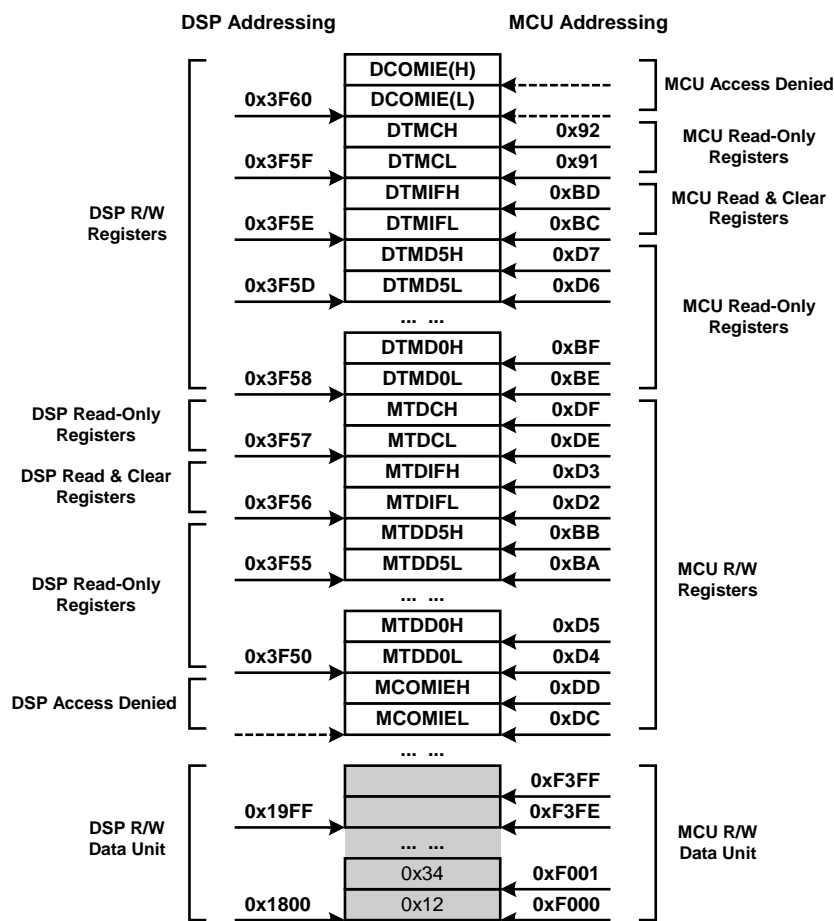 DSP Addressing MCU Addressing
DCOMIE(H)
MCU Access Denied
0x3F60 DCOMIE(L)
DTMCH 0x92
MCU Read-Only
Registers
0x3F5F DTMCL 0x91
DTMIFH 0xBD
MCU Read & Clear
Registers
DSP R/W
Registers
0x3F5E DTMIFL 0xBC
DTMD5H 0xD7
0x3F5D DTMD5L 0xD6
MCU Read-Only
Registers
... ...
DTMD0H 0xBF
0x3F58 DTMD0L 0xBE
DSP Read-Only
Registers
MTDCH 0xDF
0x3F57 MTDCL 0xDE
DSP Read & Clear
Registers
MTDIFH 0xD3
0x3F56 MTDIFL 0xD2
MTDD5H 0xBB
0x3F55 MTDD5L 0xBA
DSP Read-Only
Registers
MCU R/W
Registers
... ...
MTDD0H 0xD5
0x3F50 MTDD0L 0xD4
DSP Access Denied
MCOMIEH 0xDD
MCOMIEL 0xDC
... ...
0xF3FF
0x19FF 0xF3FE
DSP R/W
Data Unit
MCU R/W
Data Unit
... ...
0x34 0xF001
0x1800 0x12 0xF000